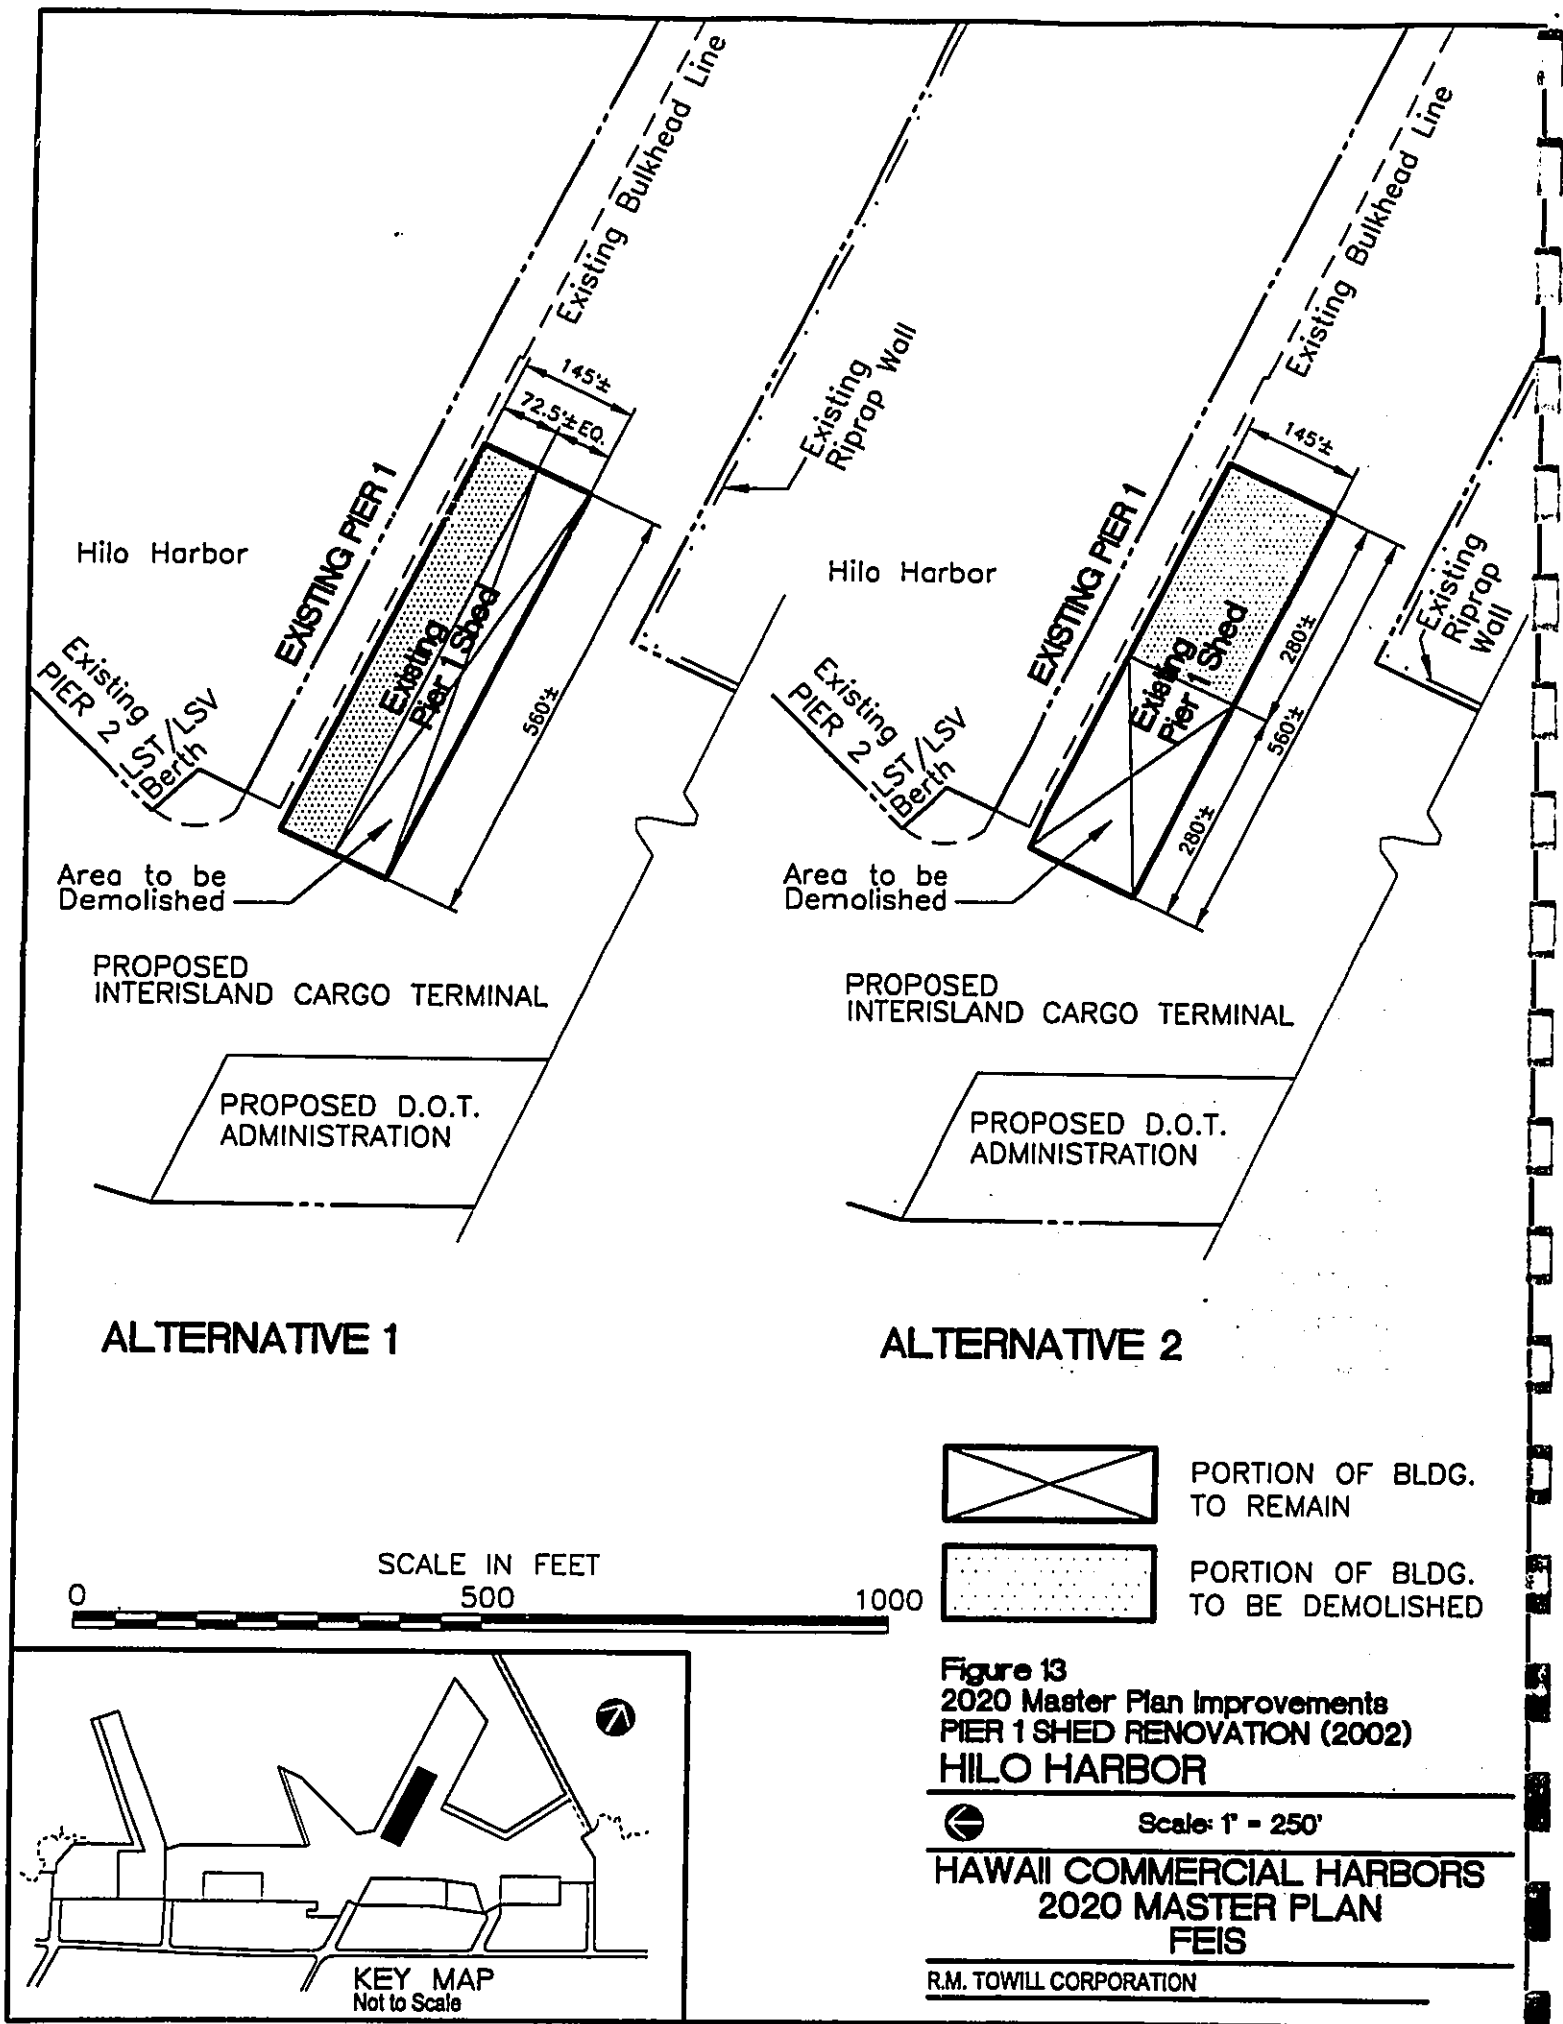 Existing Bulkhead Line
145'±
72.5'± EQ.
Existing
Riprap Wall
EXISTING PIER 1
Hilo Harbor
Existing
Pier 1 Shed
560'±
Existing
PIER 2 LST/LSV
Berth
Area to be
Demolished
PROPOSED
INTERISLAND CARGO TERMINAL
PROPOSED D.O.T.
ADMINISTRATION
ALTERNATIVE 1
Existing Bulkhead Line
145'±
EXISTING PIER 1
Hilo Harbor
Existing
Riprap
Wall
Existing
Pier 1 Shed
280'±
560'±
280'±
Existing
PIER 2 LST/LSV
Berth
Area to be
Demolished
PROPOSED
INTERISLAND CARGO TERMINAL
PROPOSED D.O.T.
ADMINISTRATION
ALTERNATIVE 2
PORTION OF BLDG.
TO REMAIN
PORTION OF BLDG.
TO BE DEMOLISHED
SCALE IN FEET
0 500 1000
KEY MAP
Not to Scale
Figure 13
2020 Master Plan Improvements
PIER 1 SHED RENOVATION (2002)
HILO HARBOR
Scale: 1" = 250'
HAWAII COMMERCIAL HARBORS
2020 MASTER PLAN
FEIS
R.M. TOWILL CORPORATION